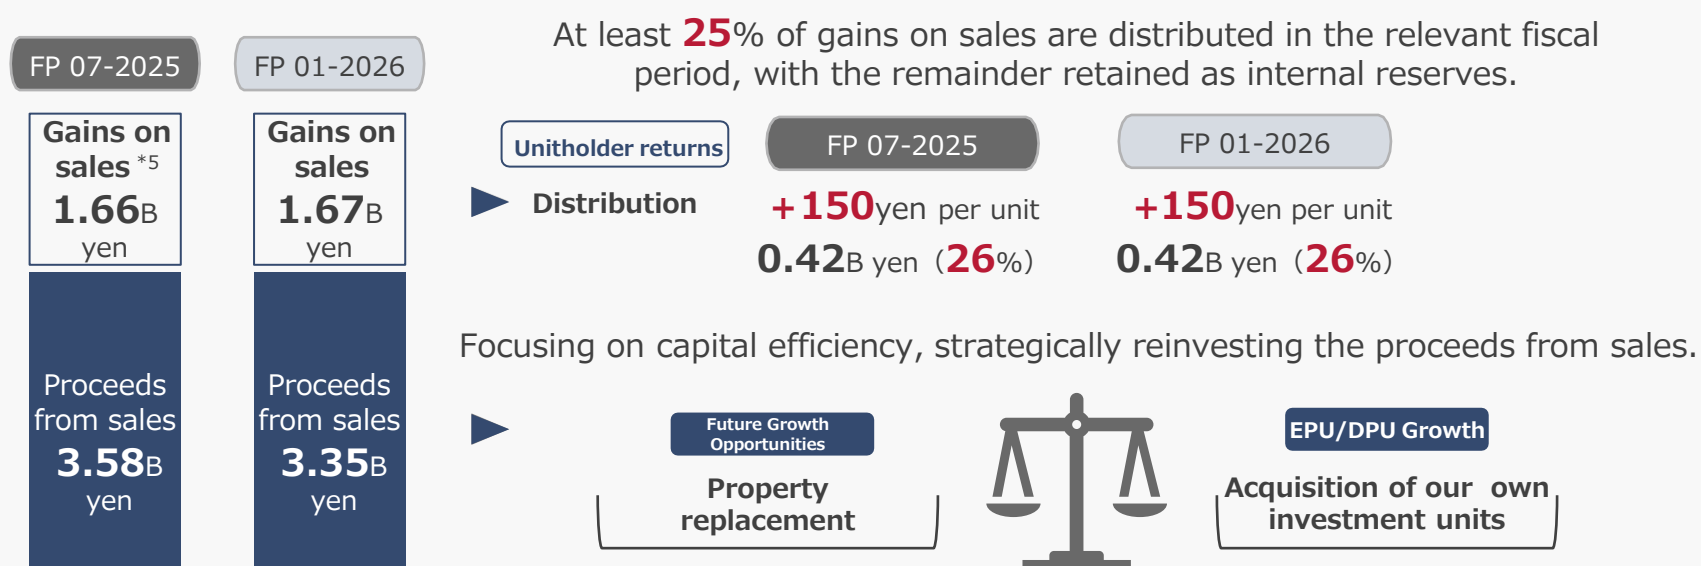 FP 07-2025
FP 01-2026
Gains on
sales *5
1.66B
yen
Gains on
sales
1.67B
yen
Proceeds
from sales
3.58B
yen
Proceeds
from sales
3.35B
yen
At least 25% of gains on sales are distributed in the relevant fiscal
period, with the remainder retained as internal reserves.
Unitholder returns
FP 07-2025
FP 01-2026
Distribution
+150yen per unit
+150yen per unit
0.42B yen（26%）
0.42B yen（26%）
Focusing on capital efficiency, strategically reinvesting the proceeds from sales.
Future Growth
Opportunities
Property
replacement
EPU/DPU Growth
Acquisition of our own
investment units